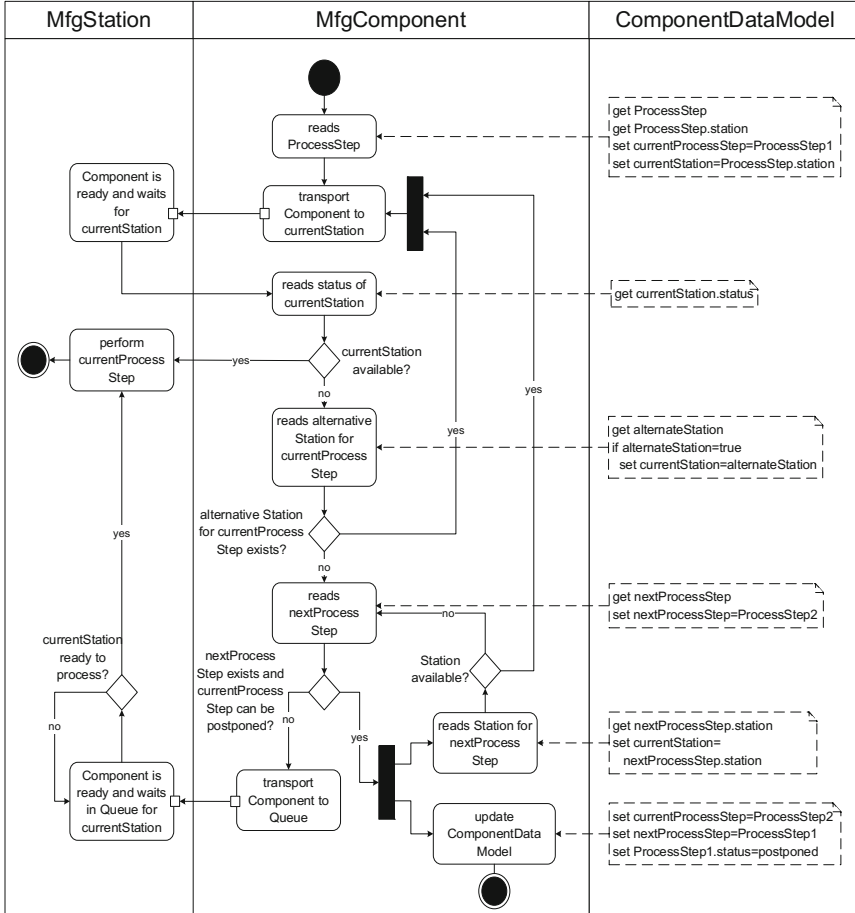 MfgStation
MfgComponent
ComponentDataModel
reads
ProcessStep
get ProcessStep
get ProcessStep.station
set currentProcessStep=ProcessStep1
set currentStation=ProcessStep.station
Component is
ready and waits
for
currentStation
transport
Component to
currentStation
reads status of
currentStation
get currentStation.status
perform
currentProcess
Step
yes
currentStation
available?
yes
no
yes
reads alternative
Station for
currentProcess
Step
get alternateStation
if alternateStation=true
set currentStation=alternateStation
alternative Station
for currentProcess
Step exists?
yes
no
reads
nextProcess
Step
get nextProcessStep
set nextProcessStep=ProcessStep2
no
currentStation
ready to
process?
nextProcess
Step exists and
currentProcess
Step can be
postponed?
Station
available?
no
no
yes
reads Station for
nextProcess
Step
get nextProcessStep.station
set currentStation=
nextProcessStep.station
Component is
ready and waits
in Queue for
currentStation
transport
Component to
Queue
update
ComponentData
Model
set currentProcessStep=ProcessStep2
set nextProcessStep=ProcessStep1
set ProcessStep1.status=postponed